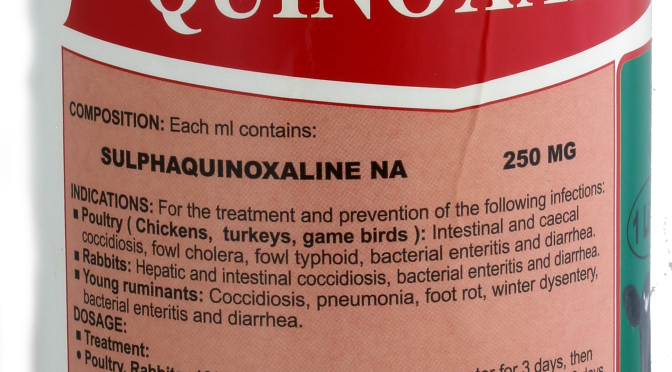 COMPOSITION: Each ml contains:
SULPHAQUINOXALINE NA 250 MG
INDICATIONS: For the treatment and prevention of the following infections:
▪ Poultry ( Chickens, turkeys, game birds ): Intestinal and caecal
coccidiosis, fowl cholera, fowl typhoid, bacterial enteritis and diarrhea.
▪ Rabbits: Hepatic and intestinal coccidiosis, bacterial enteritis and diarrhea.
▪ Young ruminants: Coccidiosis, pneumonia, foot rot, winter dysentery,
bacterial enteritis and diarrhea.
DOSAGE:
▪ Treatment:
• Poultry, for 3 days, then